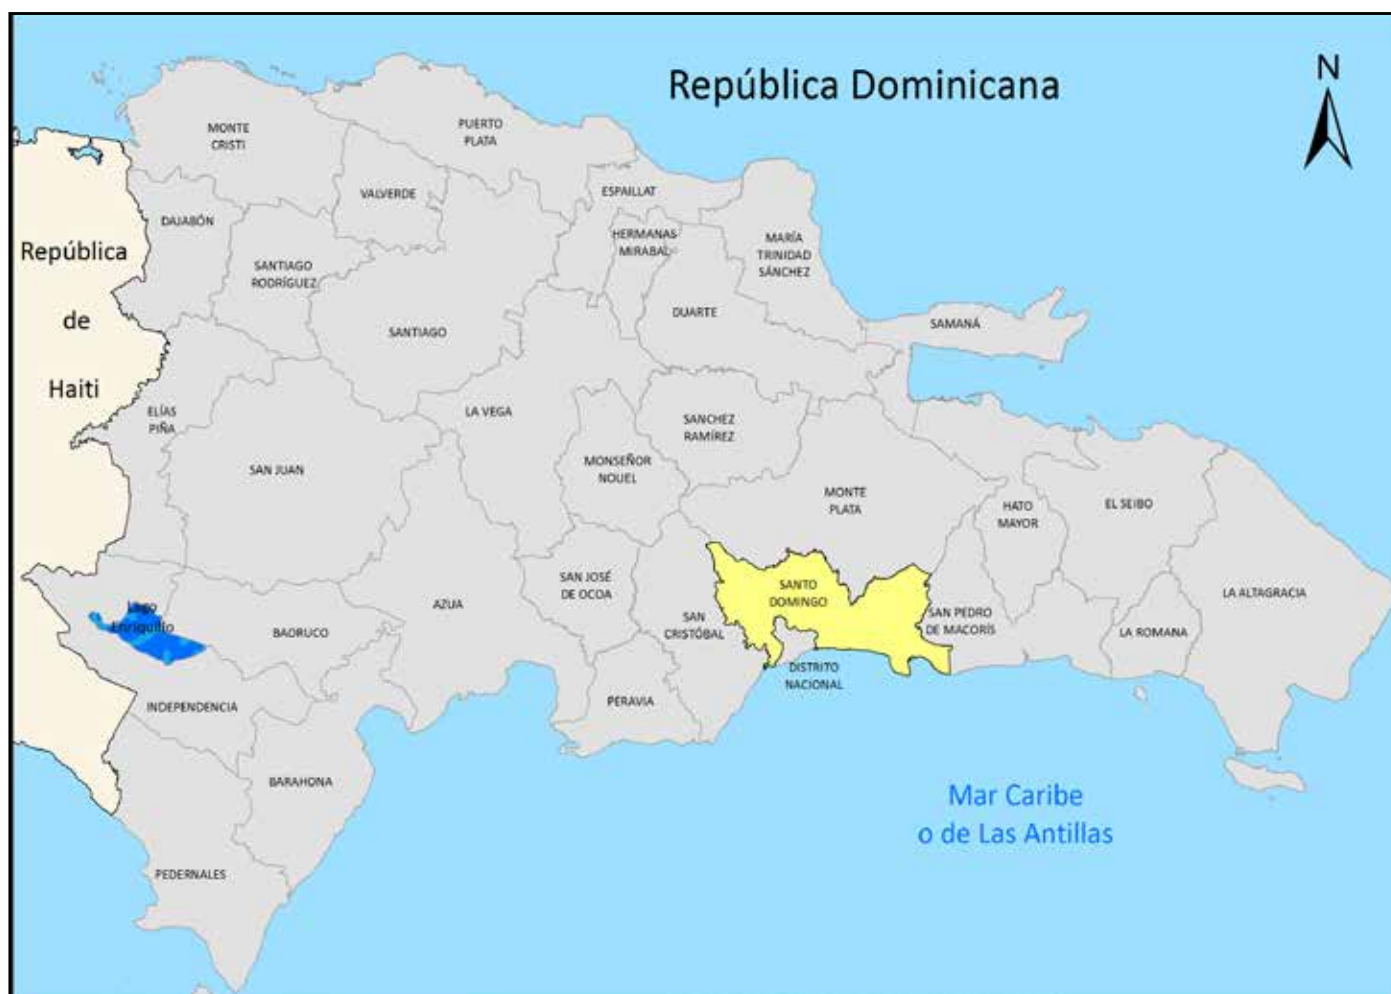 República Dominicana
N
MONTE
CRISTI
PUERTO
PLATA
VALVERDE
ESPAILLAT
DAJABÓN
HERMANAS
MIRABAL
MARÍA
TRINIDAD
SÁNCHEZ
República
de
Haiti
SANTIAGO
RODRÍGUEZ
SANTIAGO
DUARTE
SAMANÁ
ELÍAS
PIÑA
LA VEGA
SANCHEZ
RAMÍREZ
SAN JUAN
MONSEÑOR
NOUEL
MONTE
PLATA
HATO
MAYOR
EL SEIBO
SAN JOSÉ
DE OCOA
SANTO
DOMINGO
LA ALTAGRACIA
AZUA
SAN
CRISTÓBAL
SAN PEDRO
DE MACORÍS
LA ROMANA
Lago
Enriquillo
BAORUCO
DISTRITO
NACIONAL
INDEPENDENCIA
PERAVIA
BARAHONA
Mar Caribe
o de Las Antillas
PEDERNALES